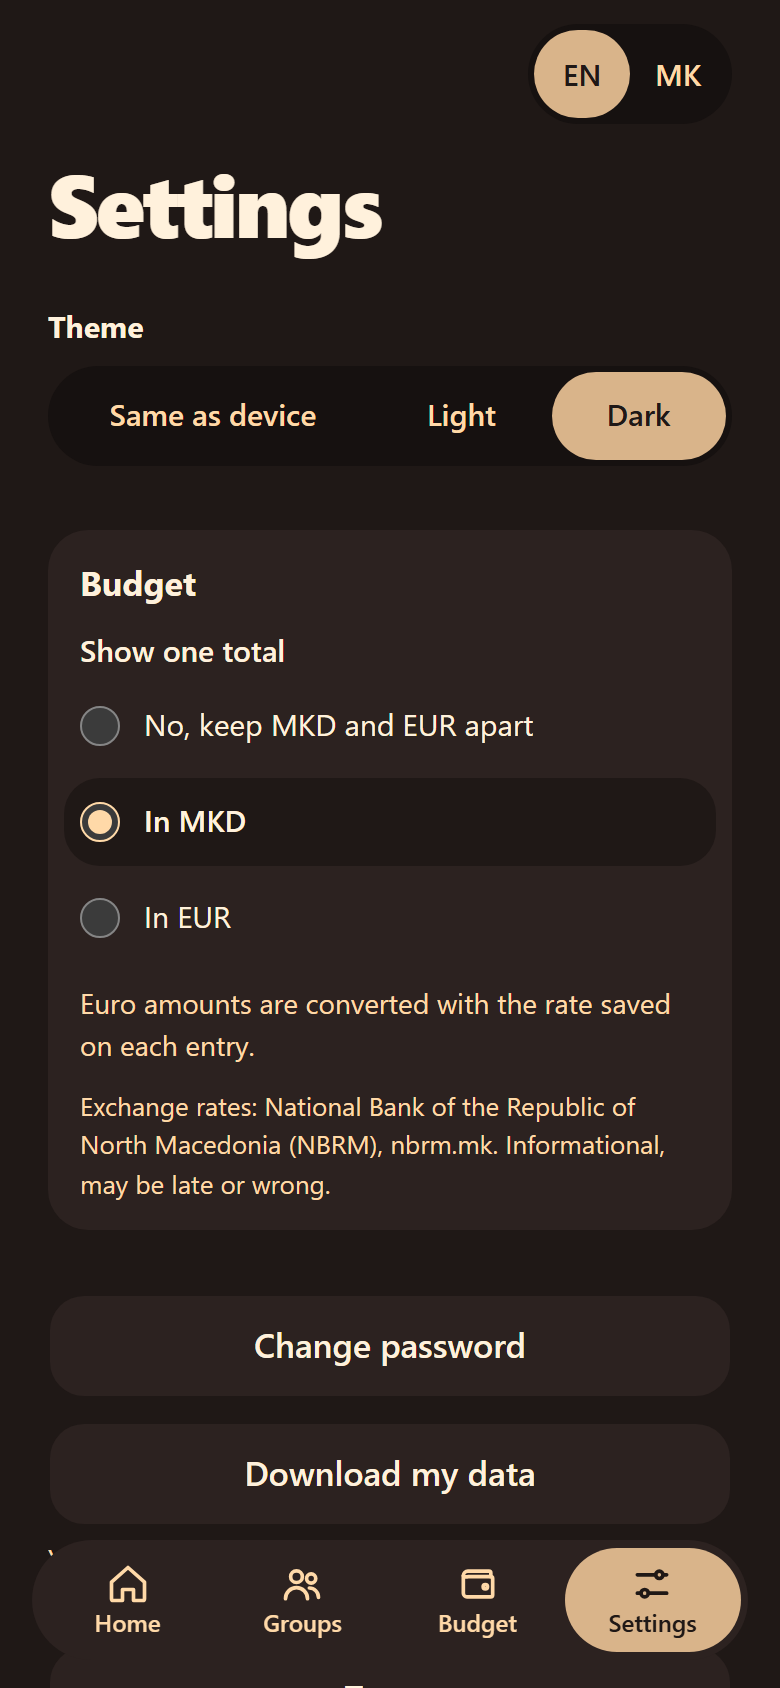 EN MK
Settings
Theme
Same as device Light Dark
Budget
Show one total
No, keep MKD and EUR apart
In MKD
In EUR
Euro amounts are converted with the rate saved
on each entry.
Exchange rates: National Bank of the Republic of
North Macedonia (NBRM), nbrm.mk. Informational,
may be late or wrong.
Change password
Download my data
Home Groups Budget Settings